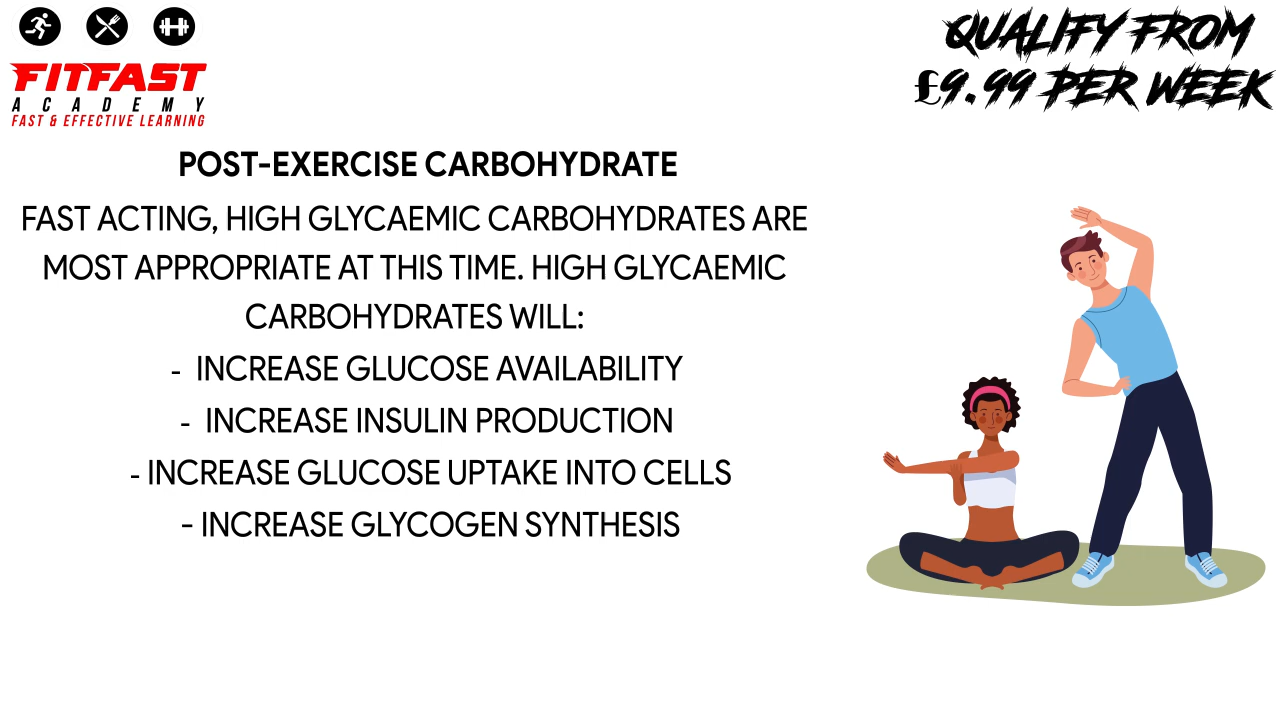 FITFAST
ACADEMY
FAST & EFFECTIVE LEARNING
QUALIFY FROM
£9.99 PER WEEK
POST-EXERCISE CARBOHYDRATE
FAST ACTING, HIGH GLYCAEMIC CARBOHYDRATES ARE
MOST APPROPRIATE AT THIS TIME. HIGH GLYCAEMIC
CARBOHYDRATES WILL:
- INCREASE GLUCOSE AVAILABILITY
- INCREASE INSULIN PRODUCTION
- INCREASE GLUCOSE UPTAKE INTO CELLS
- INCREASE GLYCOGEN SYNTHESIS